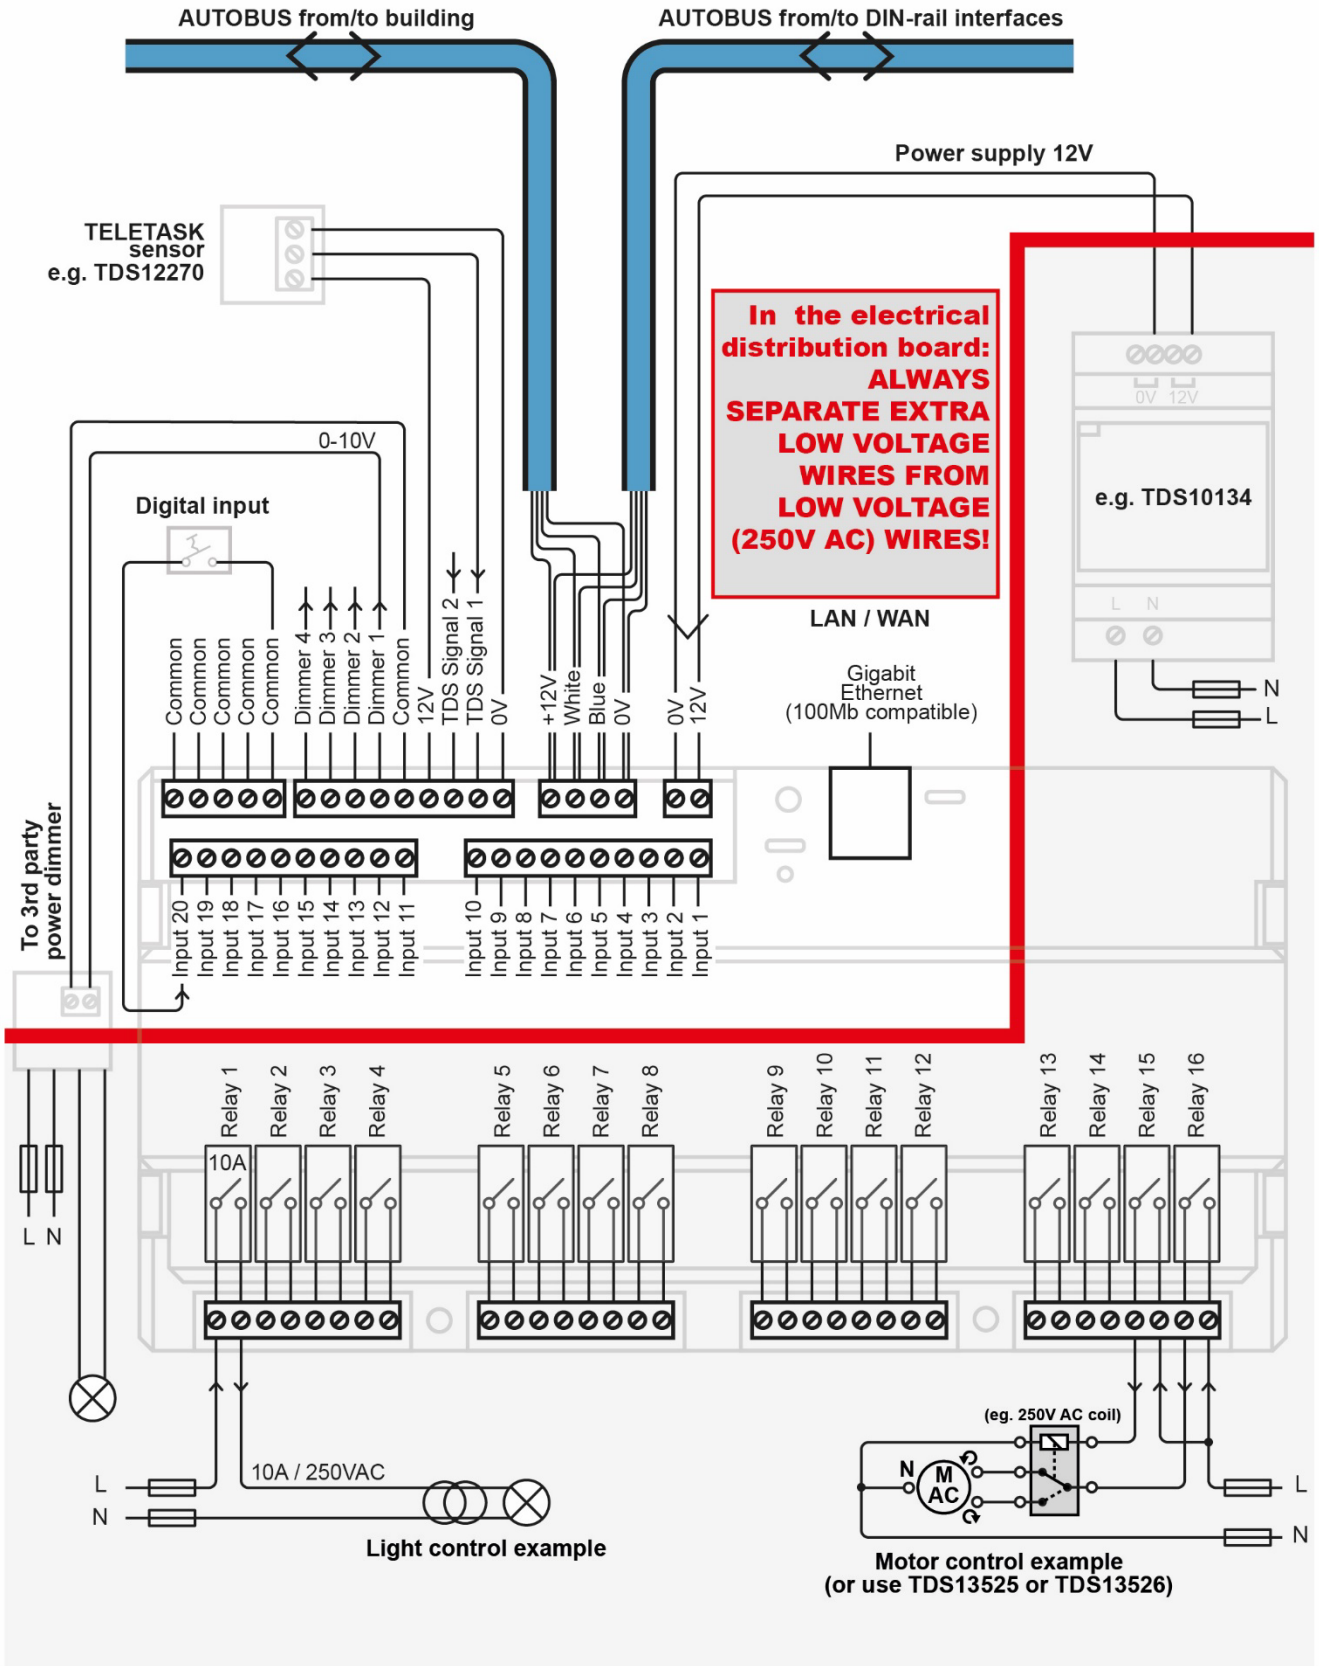 AUTOBUS from/to building
AUTOBUS from/to DIN-rail interfaces
Power supply 12V
TELETASK
sensor
e.g. TDS12270
In the electrical
distribution board:
ALWAYS
SEPARATE EXTRA
LOW VOLTAGE
WIRES FROM
LOW VOLTAGE
(250V AC) WIRES!
0V 12V
e.g. TDS10134
L N
N
L
0-10V
Digital input
LAN / WAN
Gigabit
Ethernet
(100Mb compatible)
Common
Common
Common
Common
Common
Dimmer 4
Dimmer 3
Dimmer 2
Dimmer 1
Common
12V
TDS Signal 2
TDS Signal 1
0V
+12V
White
Blue
0V
0V
12V
To 3rd party
power dimmer
Input 20
Input 19
Input 18
Input 17
Input 16
Input 15
Input 14
Input 13
Input 12
Input 11
Input 10
Input 9
Input 8
Input 7
Input 6
Input 5
Input 4
Input 3
Input 2
Input 1
Relay 1
Relay 2
Relay 3
Relay 4
Relay 5
Relay 6
Relay 7
Relay 8
Relay 9
Relay 10
Relay 11
Relay 12
Relay 13
Relay 14
Relay 15
Relay 16
10A
L N
L
N
10A / 250VAC
Light control example
(eg. 250V AC coil)
N
M
AC
L
N
Motor control example
(or use TDS13525 or TDS13526)